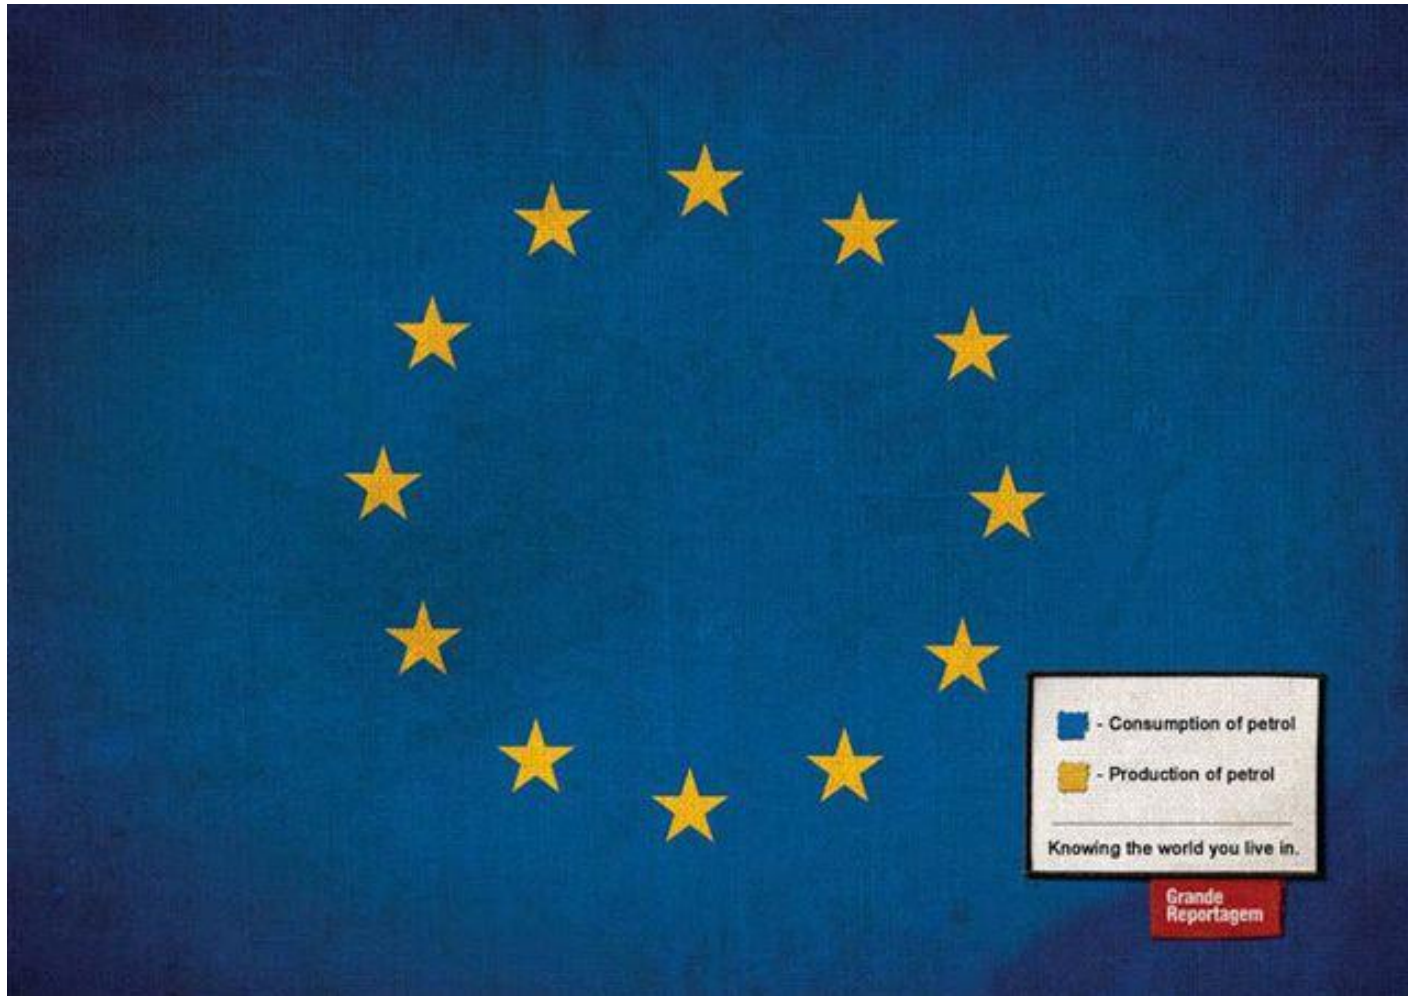 - Consumption of petrol
- Production of petrol
Knowing the world you live in.
Grande
Reportagem